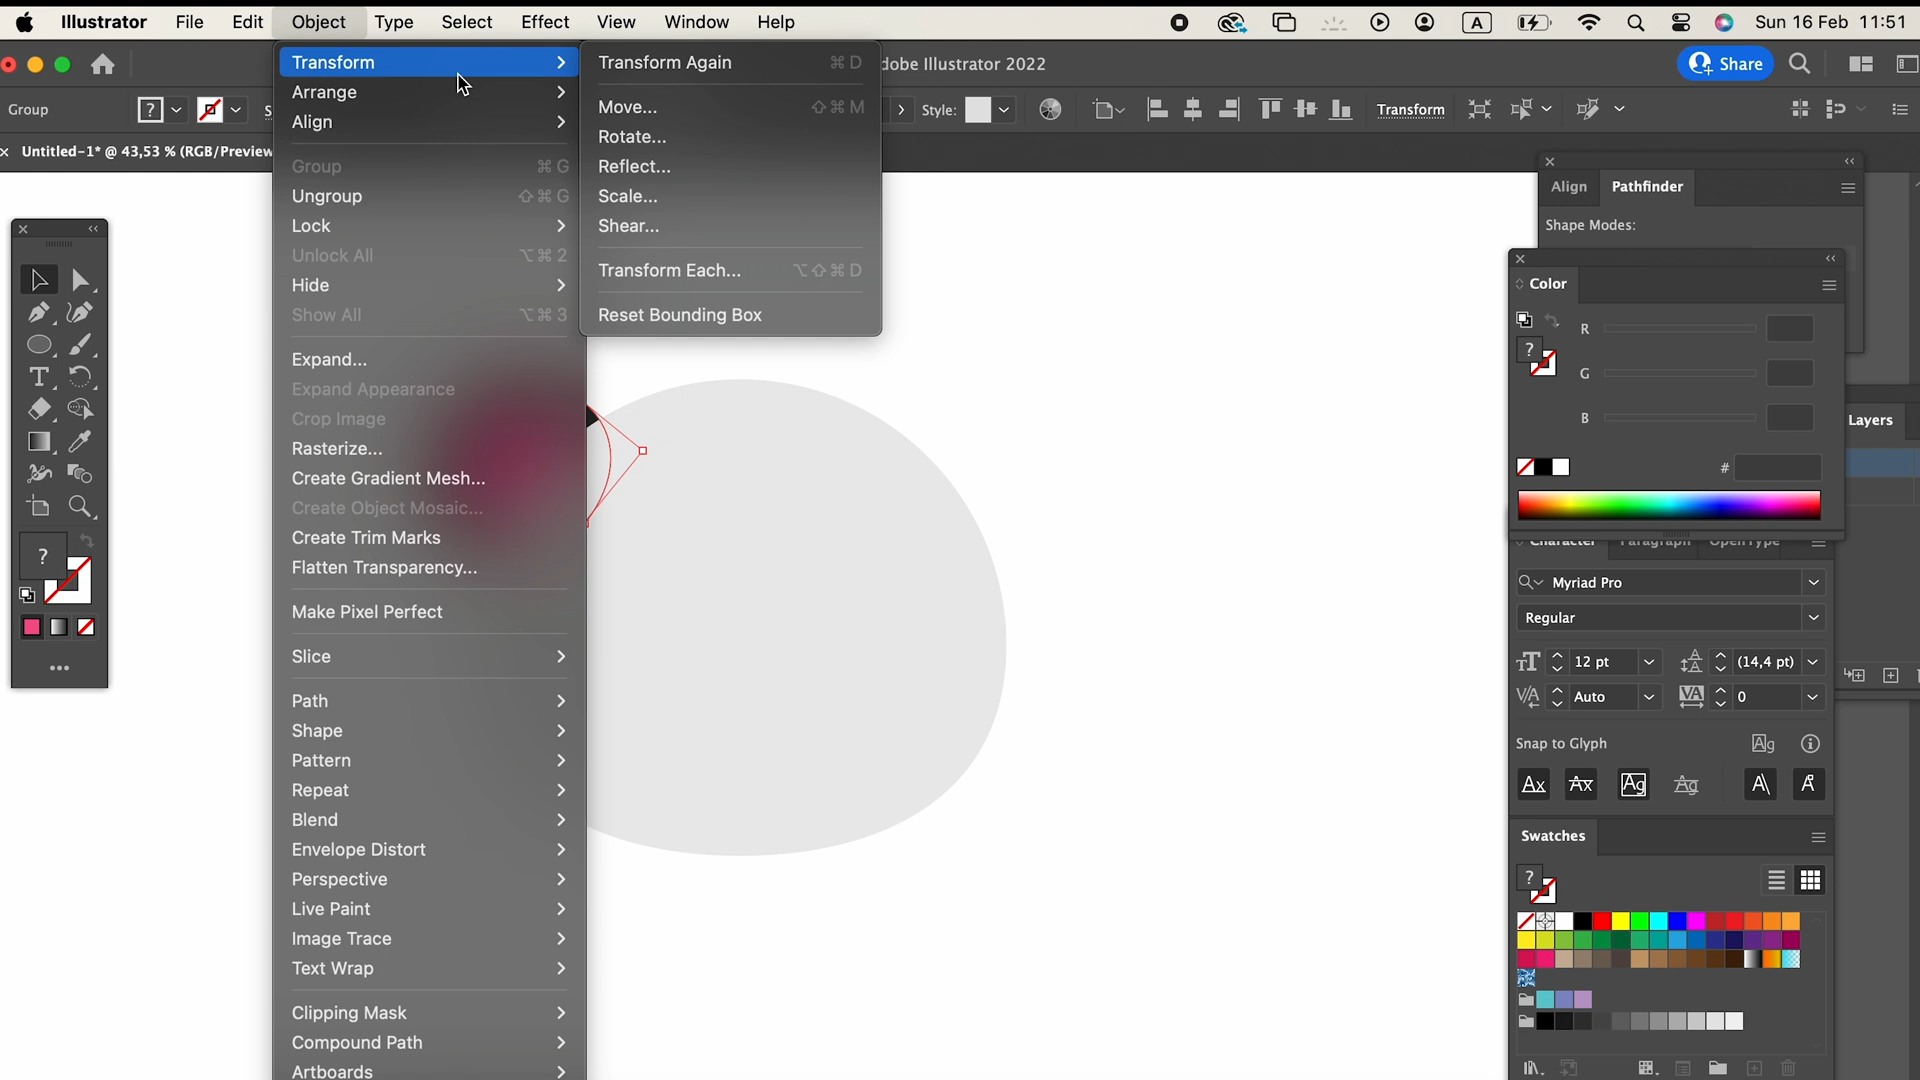 Illustrator File Edit Object Type Select Effect View Window Help
A
Sun 16 Feb 11:51
dobe Illustrator 2022
Share
Group
?
Style:
Transform
Untitled-1* @ 43,53 % (RGB/Preview
Transform
Arrange
Align
Group ⌘ G
Ungroup ⇧ ⌘ G
Lock
Unlock All ⌥ ⌘ 2
Hide
Show All ⌥ ⌘ 3
Expand...
Expand Appearance
Crop Image
Rasterize...
Create Gradient Mesh...
Create Object Mosaic...
Create Trim Marks
Flatten Transparency...
Make Pixel Perfect
Slice
Path
Shape
Pattern
Repeat
Blend
Envelope Distort
Perspective
Live Paint
Image Trace
Text Wrap
Clipping Mask
Compound Path
Artboards
Transform Again ⌘ D
Move... ⇧ ⌘ M
Rotate...
Reflect...
Scale...
Shear...
Transform Each... ⌥ ⇧ ⌘ D
Reset Bounding Box
?
Align Pathfinder
Shape Modes:
Color
?
R
G
B
#
Layers
Character Paragraph OpenType
Myriad Pro
Regular
12 pt (14,4 pt)
Auto 0
Snap to Glyph
Swatches
?